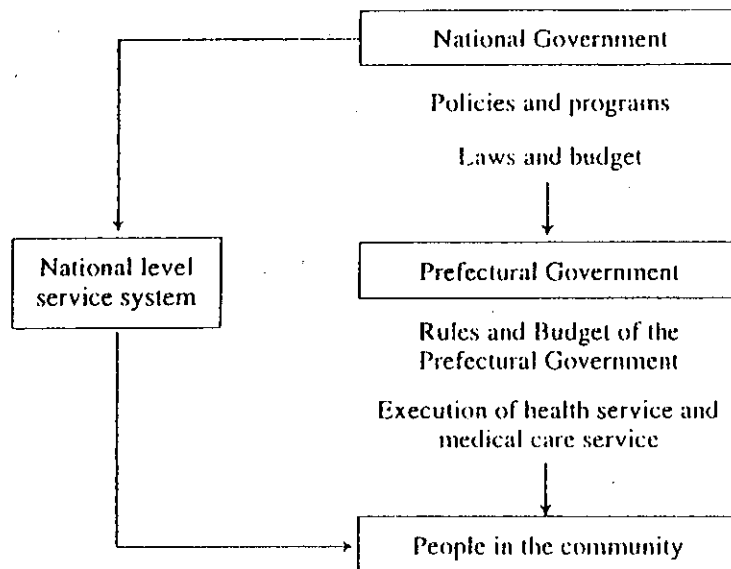 National Government
Policies and programs
Laws and budget
National level
service system
Prefectural Government
Rules and Budget of the
Prefectural Government
Execution of health service and
medical care service
People in the community